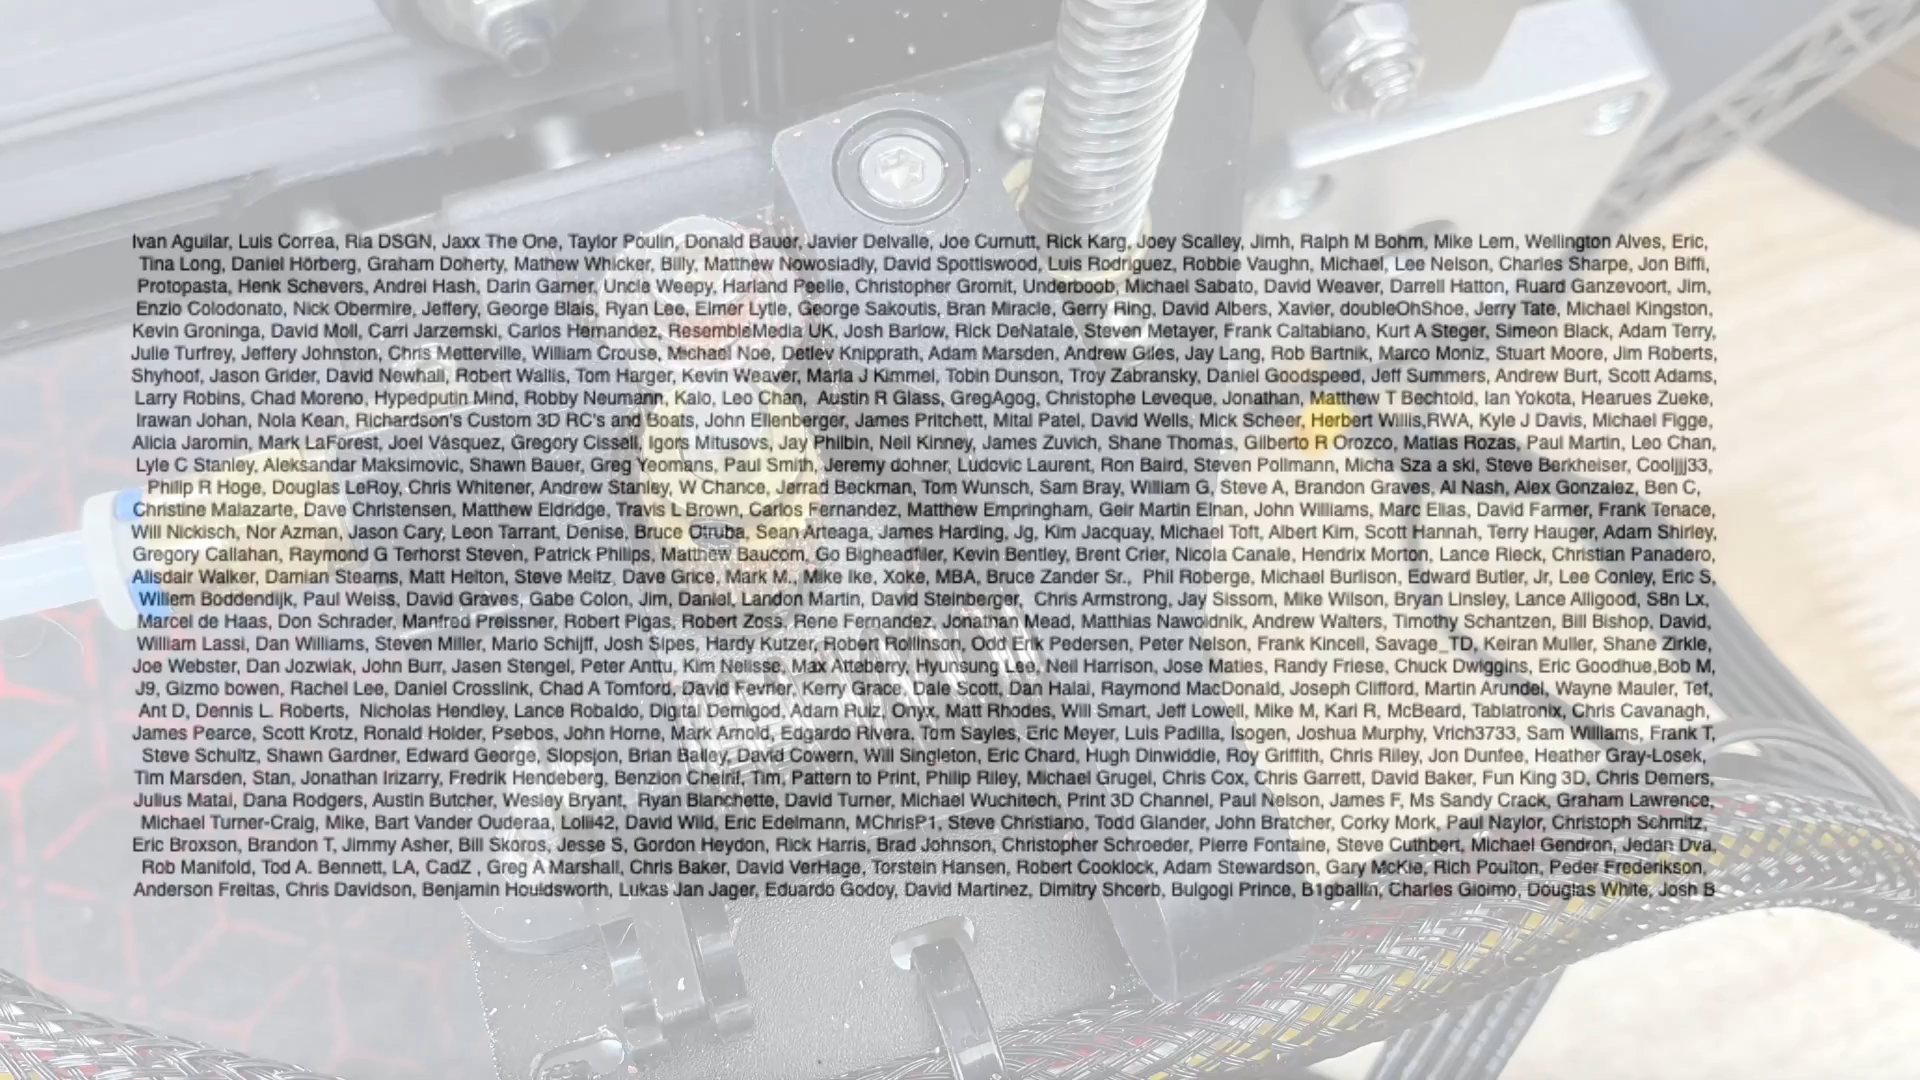 Ivan Aguilar, Luis Correa, Ria DSGN, Jaxx The One, Taylor Poulin, Donald Bauer, Javier Delvalle, Joe Curnutt, Rick Karg, Joey Scalley, Jimh, Ralph M Bohm, Mike Lem, Wellington Alves, Eric,
Tina Long, Daniel Hörberg, Graham Doherty, Mathew Whicker, Billy, Matthew Nowosiadly, David Spottiswood, Luis Rodriguez, Robbie Vaughn, Michael, Lee Nelson, Charles Sharpe, Jon Biffi,
Protopasta, Henk Schevers, Andrei Hash, Darin Garner, Uncle Weepy, Harland Peelle, Christopher Gromit, Underboob, Michael Sabato, David Weaver, Darrell Hatton, Ruard Ganzevoort, Jim,
Enzio Colodonato, Nick Obermire, Jeffery, George Blais, Ryan Lee, Elmer Lytle, George Sakoutis, Bran Miracle, Gerry Ring, David Albers, Xavier, doubleOhShoe, Jerry Tate, Michael Kingston,
Kevin Groninga, David Moll, Carri Jarzemski, Carlos Hernandez, ResembleMedia UK, Josh Barlow, Rick DeNatale, Steven Metayer, Frank Caltabiano, Kurt A Steger, Simeon Black, Adam Terry,
Julie Turfrey, Jeffery Johnston, Chris Metterville, William Crouse, Michael Noe, Detlev Knipprath, Adam Marsden, Andrew Giles, Jay Lang, Rob Bartnik, Marco Moniz, Stuart Moore, Jim Roberts,
Shyhoof, Jason Grider, David Newhall, Robert Wallis, Tom Harger, Kevin Weaver, Marla J Kimmel, Tobin Dunson, Troy Zabransky, Daniel Goodspeed, Jeff Summers, Andrew Burt, Scott Adams,
Larry Robins, Chad Moreno, Hypedputin Mind, Robby Neumann, Kalo, Leo Chan, Austin R Glass, GregAgog, Christophe Leveque, Jonathan, Matthew T Bechtold, Ian Yokota, Hearues Zueke,
Irawan Johan, Nola Kean, Richardson's Custom 3D RC's and Boats, John Ellenberger, James Pritchett, Mital Patel, David Wells, Mick Scheer, Herbert Willis,RWA, Kyle J Davis, Michael Figge,
Alicia Jaromin, Mark LaForest, Joel Vásquez, Gregory Cissell, Igors Mitusovs, Jay Philbin, Neil Kinney, James Zuvich, Shane Thomas, Gilberto R Orozco, Matias Rozas, Paul Martin, Leo Chan,
Lyle C Stanley, Aleksandar Maksimovic, Shawn Bauer, Greg Yeomans, Paul Smith, Jeremy dohner, Ludovic Laurent, Ron Baird, Steven Pollmann, Micha Sza a ski, Steve Berkheiser, Cooljjj33,
Philip R Hoge, Douglas LeRoy, Chris Whitener, Andrew Stanley, W Chance, Jerrad Beckman, Tom Wunsch, Sam Bray, William G, Steve A, Brandon Graves, Al Nash, Alex Gonzalez, Ben C,
Christine Malazarte, Dave Christensen, Matthew Eldridge, Travis L Brown, Carlos Fernandez, Matthew Empringham, Geir Martin Elnan, John Williams, Marc Elias, David Farmer, Frank Tenace,
Will Nickisch, Nor Azman, Jason Cary, Leon Tarrant, Denise, Bruce Ciruba, Sean Arteaga, James Harding, Jg, Kim Jacquay, Michael Toft, Albert Kim, Scott Hannah, Terry Hauger, Adam Shirley,
Gregory Callahan, Raymond G Terhorst Steven, Patrick Philips, Matthew Baucom, Go Bigheadfiler, Kevin Bentley, Brent Crier, Nicola Canale, Hendrix Morton, Lance Rieck, Christian Panadero,
Alisdair Walker, Damian Stearns, Matt Helton, Steve Meltz, Dave Grice, Mark M., Mike Ike, Xoke, MBA, Bruce Zander Sr., Phil Roberge, Michael Burlison, Edward Butler, Jr, Lee Conley, Eric S,
Willem Boddendijk, Paul Weiss, David Graves, Gabe Colon, Jim, Daniel, Landon Martin, David Steinberger, Chris Armstrong, Jay Sissom, Mike Wilson, Bryan Linsley, Lance Alligood, S8n Lx,
Marcel de Haas, Don Schrader, Manfred Preissner, Robert Pigas, Robert Zoss, Rene Fernandez, Jonathan Mead, Matthias Nawoidnik, Andrew Walters, Timothy Schantzen, Bill Bishop, David,
William Lassi, Dan Williams, Steven Miller, Mario Schijff, Josh Sipes, Hardy Kutzer, Robert Rollinson, Odd Erik Pedersen, Peter Nelson, Frank Kincell, Savage_TD, Keiran Muller, Shane Zirkle,
Joe Webster, Dan Jozwiak, John Burr, Jasen Stengel, Peter Anttu, Kim Nelisse, Max Atteberry, Hyunsung Lee, Neil Harrison, Jose Maties, Randy Friese, Chuck Dwiggins, Eric Goodhue,Bob M,
J9, Gizmo bowen, Rachel Lee, Daniel Crosslink, Chad A Tomford, David Fevrier, Kerry Grace, Dale Scott, Dan Halai, Raymond MacDonald, Joseph Clifford, Martin Arundel, Wayne Mauler, Tef,
Ant D, Dennis L. Roberts, Nicholas Hendley, Lance Robaldo, Digital Demigod, Adam Ruiz, Onyx, Matt Rhodes, Will Smart, Jeff Lowell, Mike M, Karl R, McBeard, Tablatronix, Chris Cavanagh,
James Pearce, Scott Krotz, Ronald Holder, Psebos, John Horne, Mark Arnold, Edgardo Rivera, Tom Sayles, Eric Meyer, Luis Padilla, Isogen, Joshua Murphy, Vrich3733, Sam Williams, Frank T,
Steve Schultz, Shawn Gardner, Edward George, Slopsjon, Brian Bailey, David Cowern, Will Singleton, Eric Chard, Hugh Dinwiddie, Roy Griffith, Chris Riley, Jon Dunfee, Heather Gray-Losek,
Tim Marsden, Stan, Jonathan Irizarry, Fredrik Hendeberg, Benzion Cheirif, Tim, Pattern to Print, Philip Riley, Michael Grugel, Chris Cox, Chris Garrett, David Baker, Fun King 3D, Chris Demers,
Julius Matai, Dana Rodgers, Austin Butcher, Wesley Bryant, Ryan Blanchette, David Turner, Michael Wuchitech, Print 3D Channel, Paul Nelson, James F, Ms Sandy Crack, Graham Lawrence,
Michael Turner-Craig, Mike, Bart Vander Ouderaa, Lolli42, David Wild, Eric Edelmann, MChrisP1, Steve Christiano, Todd Glander, John Bratcher, Corky Mork, Paul Naylor, Christoph Schmitz,
Eric Broxson, Brandon T, Jimmy Asher, Bill Skoros, Jesse S, Gordon Heydon, Rick Harris, Brad Johnson, Christopher Schroeder, Pierre Fontaine, Steve Cuthbert, Michael Gendron, Jedan Dva,
Rob Manifold, Tod A. Bennett, LA, CadZ , Greg A Marshall, Chris Baker, David VerHage, Torstein Hansen, Robert Cooklock, Adam Stewardson, Gary McKie, Rich Poulton, Peder Frederikson,
Anderson Freitas, Chris Davidson, Benjamin Houldsworth, Lukas Jan Jager, Eduardo Godoy, David Martinez, Dimitry Shcerb, Bulgogi Prince, B1gballin, Charles Gioimo, Douglas White, Josh B